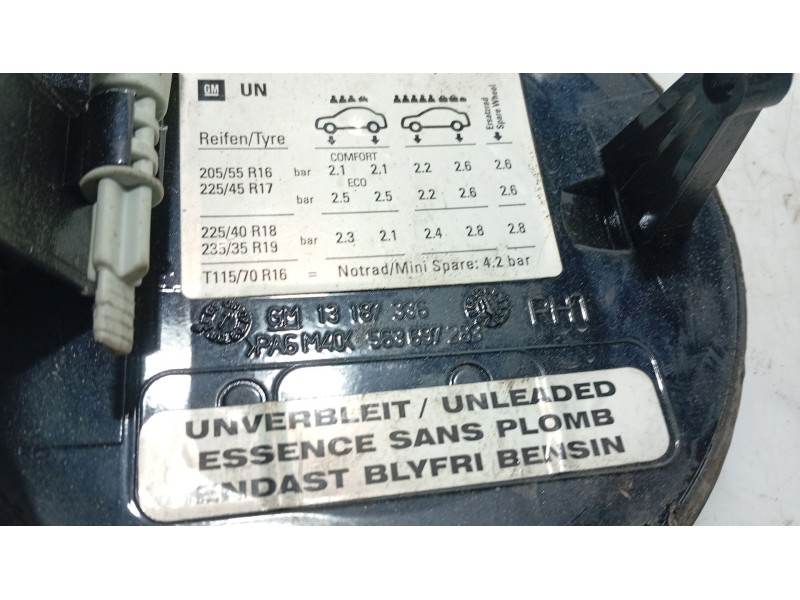 GM UN
Ersatzrad
Spare Wheel
Reifen/Tyre
COMFORT
205/55 R16 bar 2.1 2.1 2.2 2.6 2.6
ECO
225/45 R17 bar 2.5 2.5 2.2 2.6 2.6
225/40 R18
235/35 R19 bar 2.3 2.1 2.4 2.8 2.8
T115/70 R16 = Notrad/Mini Spare: 4.2 bar
GM 13 187 336 RH1
>PA6 M40<
UNVERBLEIT / UNLEADED
ESSENCE SANS PLOMB
ENDAST BLYFRI BENSIN